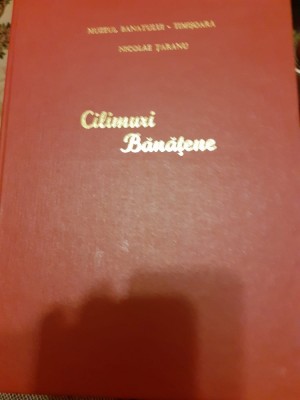 MUZEUL BANATULUI - TIMIȘOARA
NICOLAE ȚARANU
Cilimuri
Bănățene